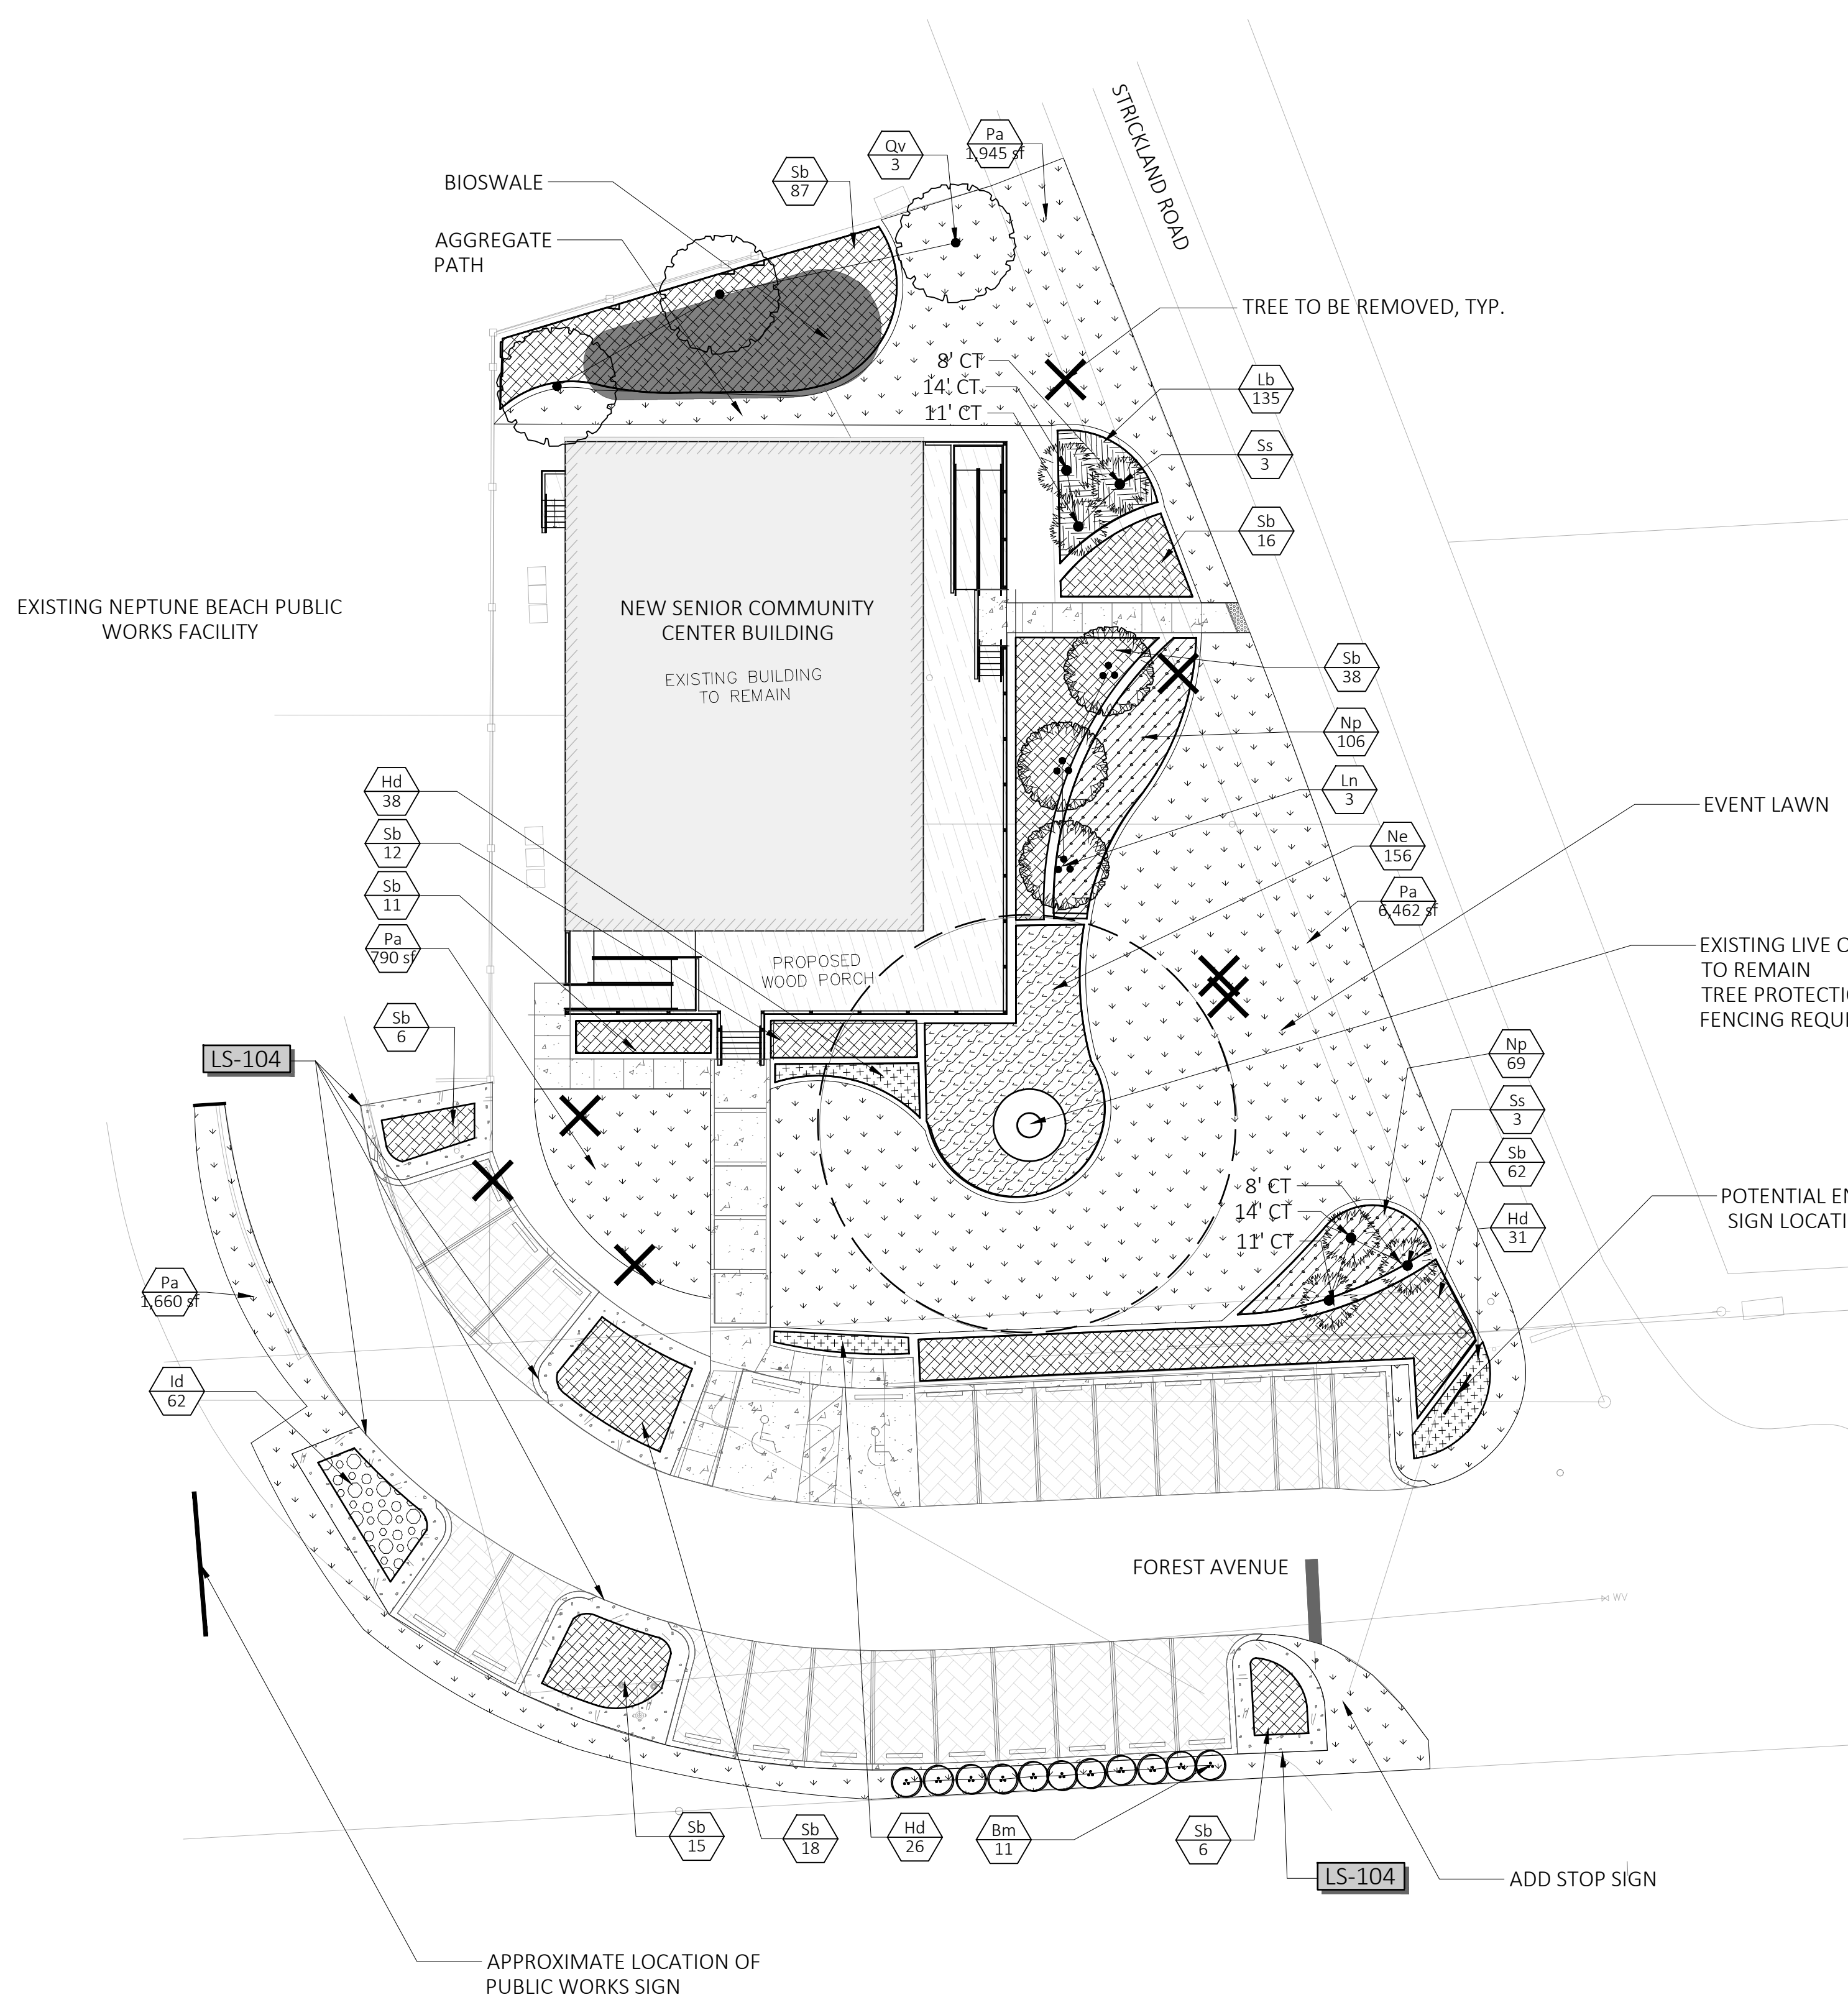 STRICKLAND ROAD
Pa
1,945 sf
Qv
3
Sb
87
BIOSWALE
AGGREGATE
PATH
TREE TO BE REMOVED, TYP.
8' CT
14' CT
11' CT
Lb
135
Ss
3
Sb
16
EXISTING NEPTUNE BEACH PUBLIC
WORKS FACILITY
NEW SENIOR COMMUNITY
CENTER BUILDING
EXISTING BUILDING
TO REMAIN
Sb
38
Np
106
Ln
3
Hd
38
Sb
12
Sb
11
Pa
790 sf
EVENT LAWN
Ne
156
Pa
6,462 sf
EXISTING LIVE O
TO REMAIN
TREE PROTECTI
FENCING REQUI
PROPOSED
WOOD PORCH
Sb
6
LS-104
Np
69
Ss
3
Sb
62
Hd
31
8' CT
14' CT
11' CT
POTENTIAL EN
SIGN LOCATI
Pa
1,660 sf
Id
62
FOREST AVENUE
WV
Sb
15
Sb
18
Hd
26
Bm
11
Sb
6
LS-104
ADD STOP SIGN
APPROXIMATE LOCATION OF
PUBLIC WORKS SIGN